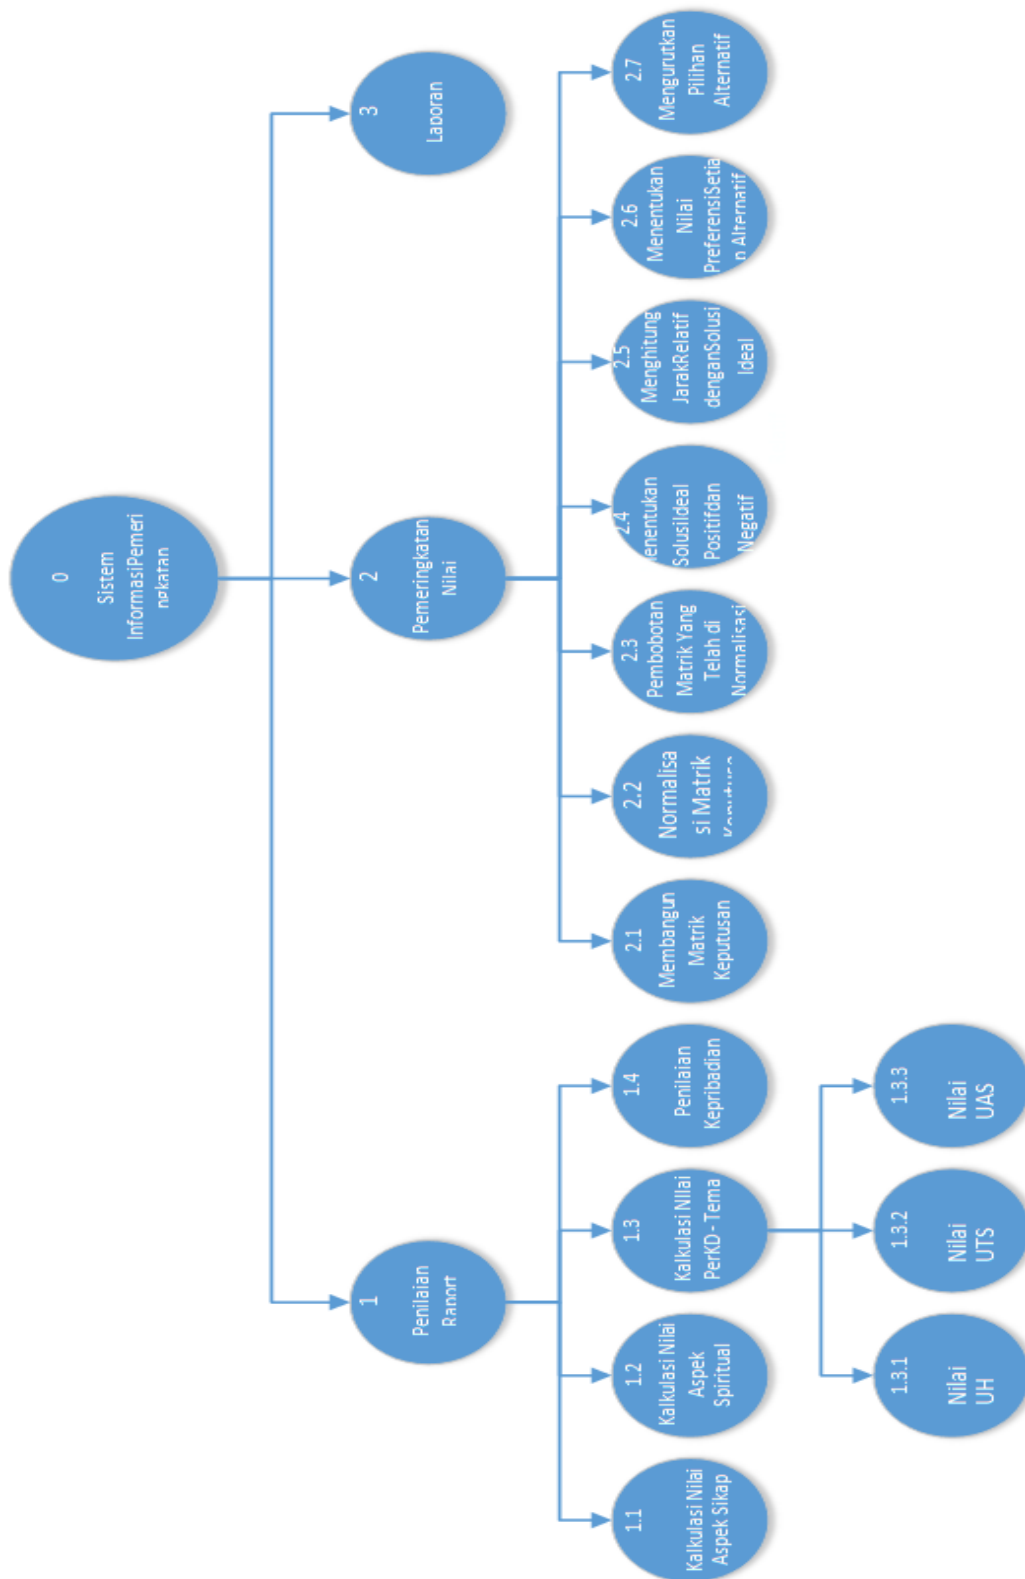 0
Sistem
InformasiPemeri
ngkatan
1
Penilaian
Raport
2
Pemeringkatan
Nilai
3
Laporan
1.1
Kalkulasi Nilai
Aspek Sikap
1.2
Kalkulasi Nilai
Aspek
Spiritual
1.3
Kalkulasi NIlai
PerKD - Tema
1.4
Penilaian
Kepribadian
2.1
Membangun
Matrik
Keputusan
2.2
Normalisa
si Matrik
2.3
Pembobotan
Matrik Yang
Telah di
Normalisasi
2.4
enentukan
SolusiIdeal
Positifdan
Negatif
2.5
Menghitung
JarakRelatif
denganSolusi
Ideal
2.6
Menentukan
Nilai
PreferensiSetia
p Alternatif
2.7
Mengurutkan
Pilihan
Alternatif
1.3.1
Nilai
UH
1.3.2
Nilai
UTS
1.3.3
Nilai
UAS